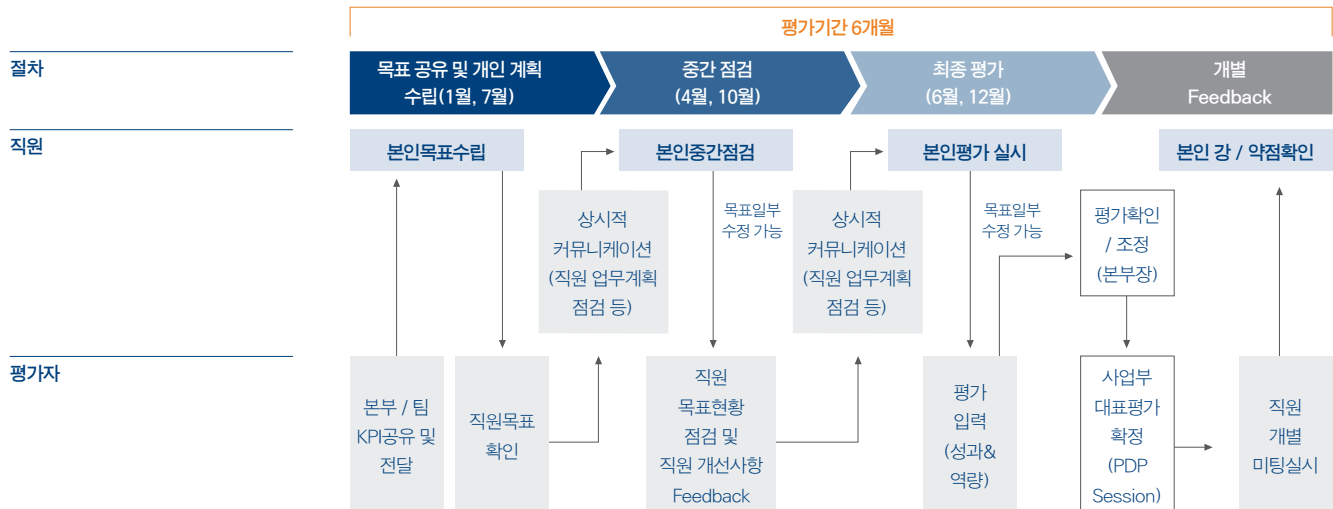 평가기간 6개월
절차
목표 공유 및 개인 계획
수립(1월, 7월)
중간 점검
(4월, 10월)
최종 평가
(6월, 12월)
개별
Feedback
직원
본인목표수립
본인중간점검
본인평가 실시
본인 강 / 약점확인
상시적
커뮤니케이션
(직원 업무계획
점검 등)
목표일부
수정 가능
상시적
커뮤니케이션
(직원 업무계획
점검 등)
목표일부
수정 가능
평가확인
/ 조정
(본부장)
평가자
본부 / 팀
KPI공유 및
전달
직원목표
확인
직원
목표현황
점검 및
직원 개선사항
Feedback
평가
입력
(성과&
역량)
사업부
대표평가
확정
(PDP
Session)
직원
개별
미팅실시